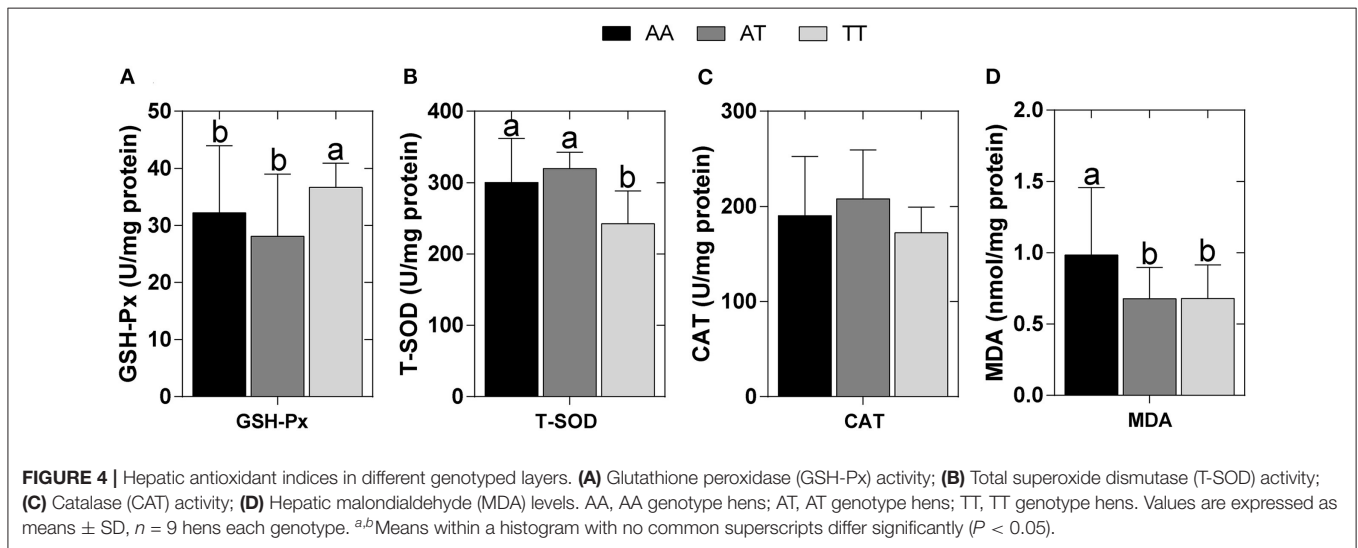 AA AT TT
A B C D
GSH-Px (U/mg protein)
50
40
30
20
10
0
b b a
GSH-Px
T-SOD (U/mg protein)
400
300
200
100
0
a a b
T-SOD
CAT (U/mg protein)
300
200
100
0
CAT
MDA (nmol/mg protein)
2.0
1.5
1.0
0.5
0.0
a b b
MDA
FIGURE 4 | Hepatic antioxidant indices in different genotyped layers. (A) Glutathione peroxidase (GSH-Px) activity; (B) Total superoxide dismutase (T-SOD) activity;
(C) Catalase (CAT) activity; (D) Hepatic malondialdehyde (MDA) levels. AA, AA genotype hens; AT, AT genotype hens; TT, TT genotype hens. Values are expressed as
means ± SD, n = 9 hens each genotype. a,bMeans within a histogram with no common superscripts differ significantly (P < 0.05).